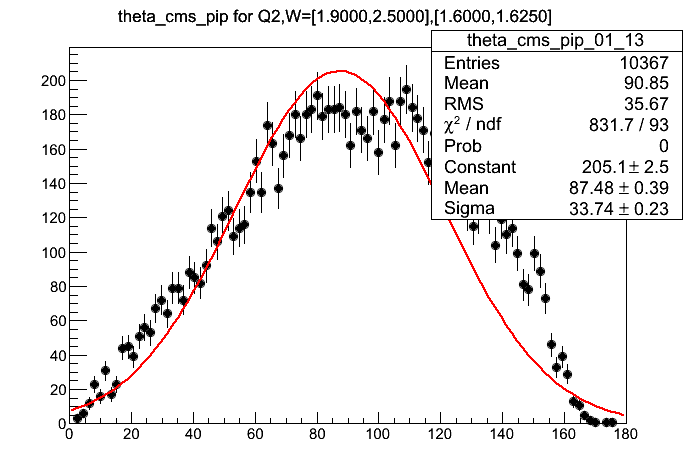 theta_cms_pip for Q2,W=[1.9000,2.5000],[1.6000,1.6250]
theta_cms_pip_01_13
Entries 10367
Mean 90.85
RMS 35.67
χ² / ndf 831.7 / 93
Prob 0
Constant 205.1 ± 2.5
Mean 87.48 ± 0.39
Sigma 33.74 ± 0.23
200
180
160
140
120
100
80
60
40
20
0
0 20 40 60 80 100 120 140 160 180